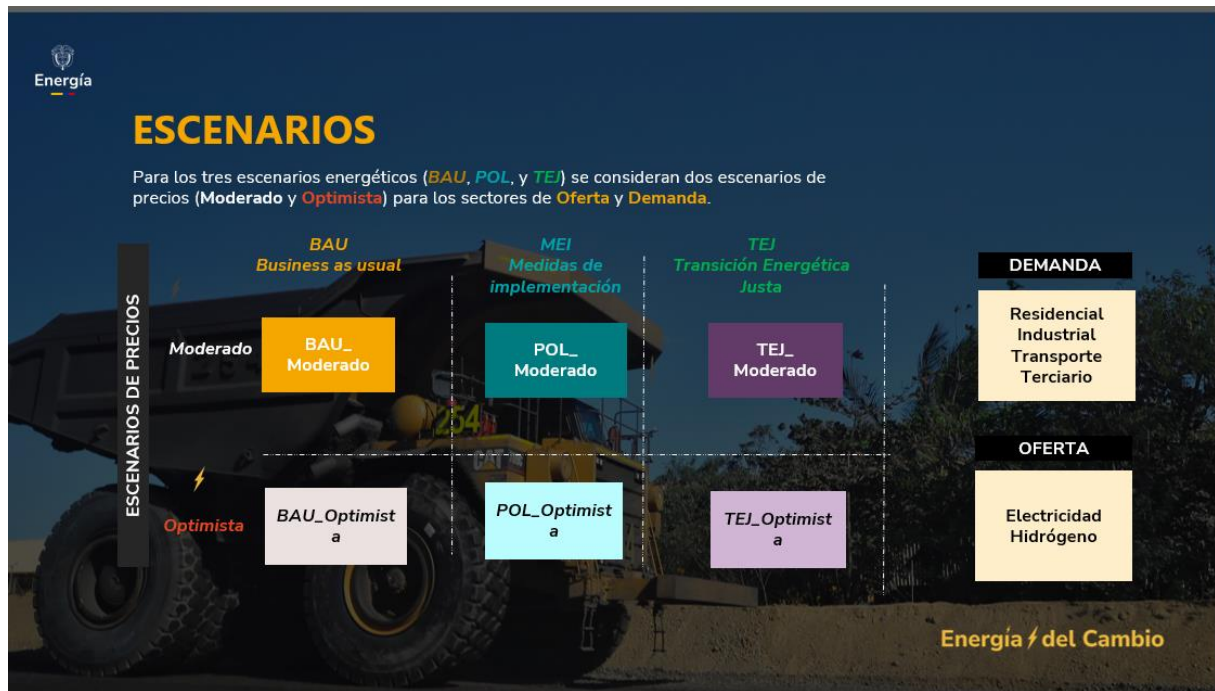 Energía
ESCENARIOS
Para los tres escenarios energéticos (BAU, POL, y TEJ) se consideran dos escenarios de
precios (Moderado y Optimista) para los sectores de Oferta y Demanda.
BAU
Business as usual
MEI
Medidas de
implementación
TEJ
Transición Energética
Justa
ESCENARIOS DE PRECIOS
Moderado
BAU_
Moderado
POL_
Moderado
TEJ_
Moderado
Optimista
BAU_Optimist
a
POL_Optimist
a
TEJ_Optimist
a
DEMANDA
Residencial
Industrial
Transporte
Terciario
OFERTA
Electricidad
Hidrógeno
254
CAT
Energía del Cambio